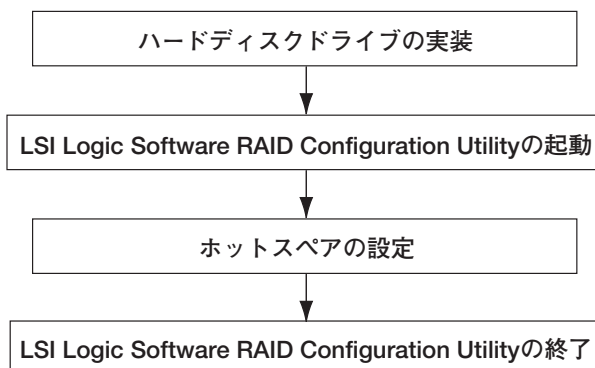 ハードディスクドライブの実装
LSI Logic Software RAID Configuration Utilityの起動
ホットスペアの設定
LSI Logic Software RAID Configuration Utilityの終了